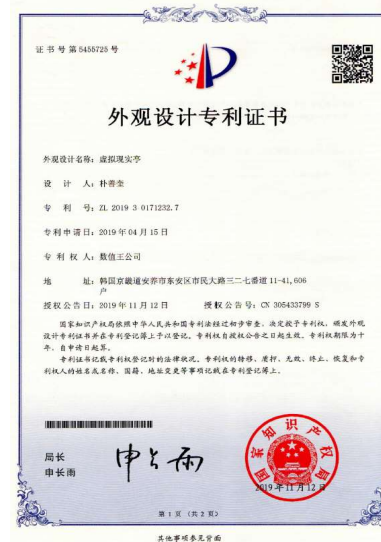 证书号第5455725号
外观设计专利证书
外观设计名称：虚拟现实亭
设 计 人：朴善奎
专 利 号：ZL 2019 3 0171232.7
专利申请日：2019年04月15日
专 利 权 人：数值王公司
地 址：韩国京畿道安养市东安区市民大路三二七番道11-41,606
户
授权公告日：2019年11月12日 授权公告号：CN 305433799 S
国家知识产权局依照中华人民共和国专利法经过初步审查，决定授予专利权，颁发外观
设计专利证书并在专利登记簿上予以登记。专利权自授权公告之日起生效。专利权期限为十
年，自申请日起算。
专利证书记载专利权登记时的法律状况。专利权的转移、质押、无效、终止、恢复和专
利权人的姓名或名称、国籍、地址变更等事项记载在专利登记簿上。
局长
申长雨
申长雨
国家知识产权局
2019年11月12日
第 1 页 (共 2 页)
其他事项参见背面